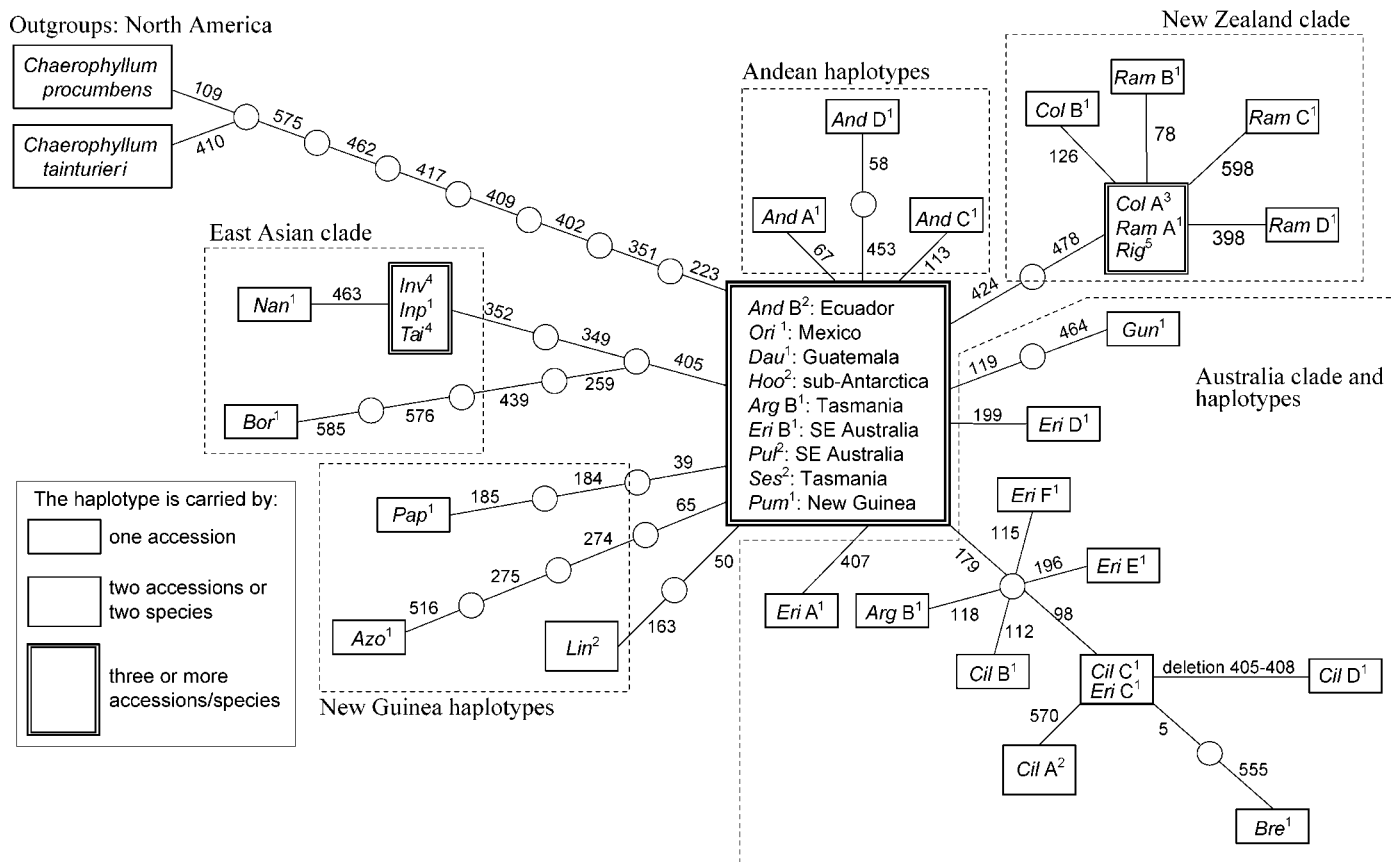 Outgroups: North America
Chaerophyllum
procumbens
Chaerophyllum
tainturieri
109
410
575
462
417
409
402
351
223
Andean haplotypes
And D¹
58
453
And A¹
67
And C¹
113
New Zealand clade
Ram B¹
Col B¹
Ram C¹
78
126
598
Col A³
Ram A¹
Rig⁵
398
Ram D¹
478
424
East Asian clade
Nan¹
463
Inv⁴
Inp¹
Tai⁴
352
349
405
259
439
576
585
Bor¹
And B²: Ecuador
Ori ¹: Mexico
Dau¹: Guatemala
Hoo²: sub-Antarctica
Arg B¹: Tasmania
Eri B¹: SE Australia
Pul²: SE Australia
Ses²: Tasmania
Pum¹: New Guinea
Australia clade and
haplotypes
119
464
Gun¹
199
Eri D¹
Eri F¹
115
179
196
Eri E¹
407
Eri A¹
Arg B¹
118
112
98
Cil B¹
Cil C¹
Eri C¹
deletion 405-408
Cil D¹
570
5
Cil A²
555
Bre¹
39
184
185
Pap¹
65
274
275
516
Azo¹
50
163
Lin²
New Guinea haplotypes
The haplotype is carried by:
one accession
two accessions or
two species
three or more
accessions/species